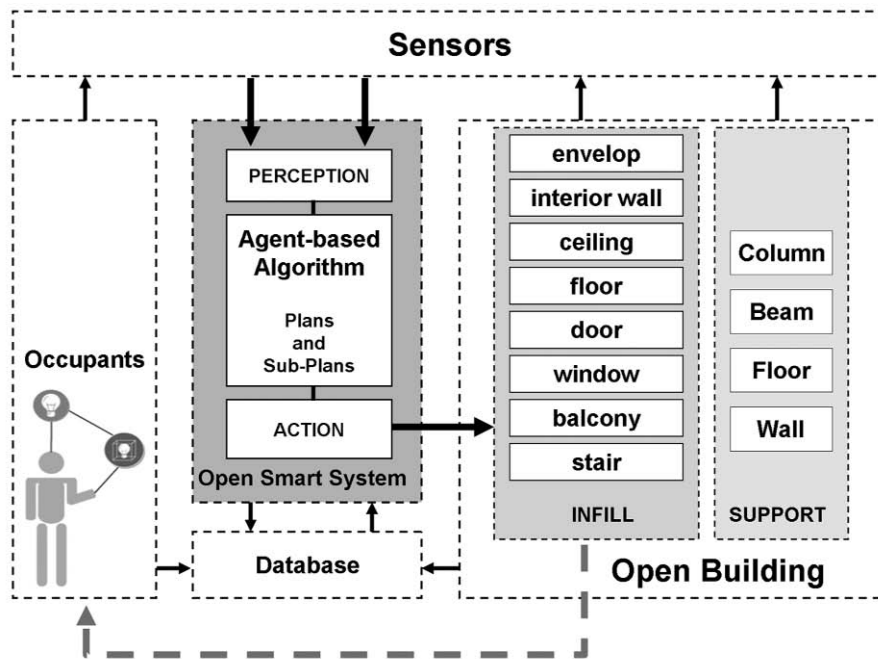 Sensors
Occupants
PERCEPTION
Agent-based
Algorithm
Plans
and
Sub-Plans
ACTION
Open Smart System
Database
envelop
interior wall
ceiling
floor
door
window
balcony
stair
INFILL
Column
Beam
Floor
Wall
SUPPORT
Open Building